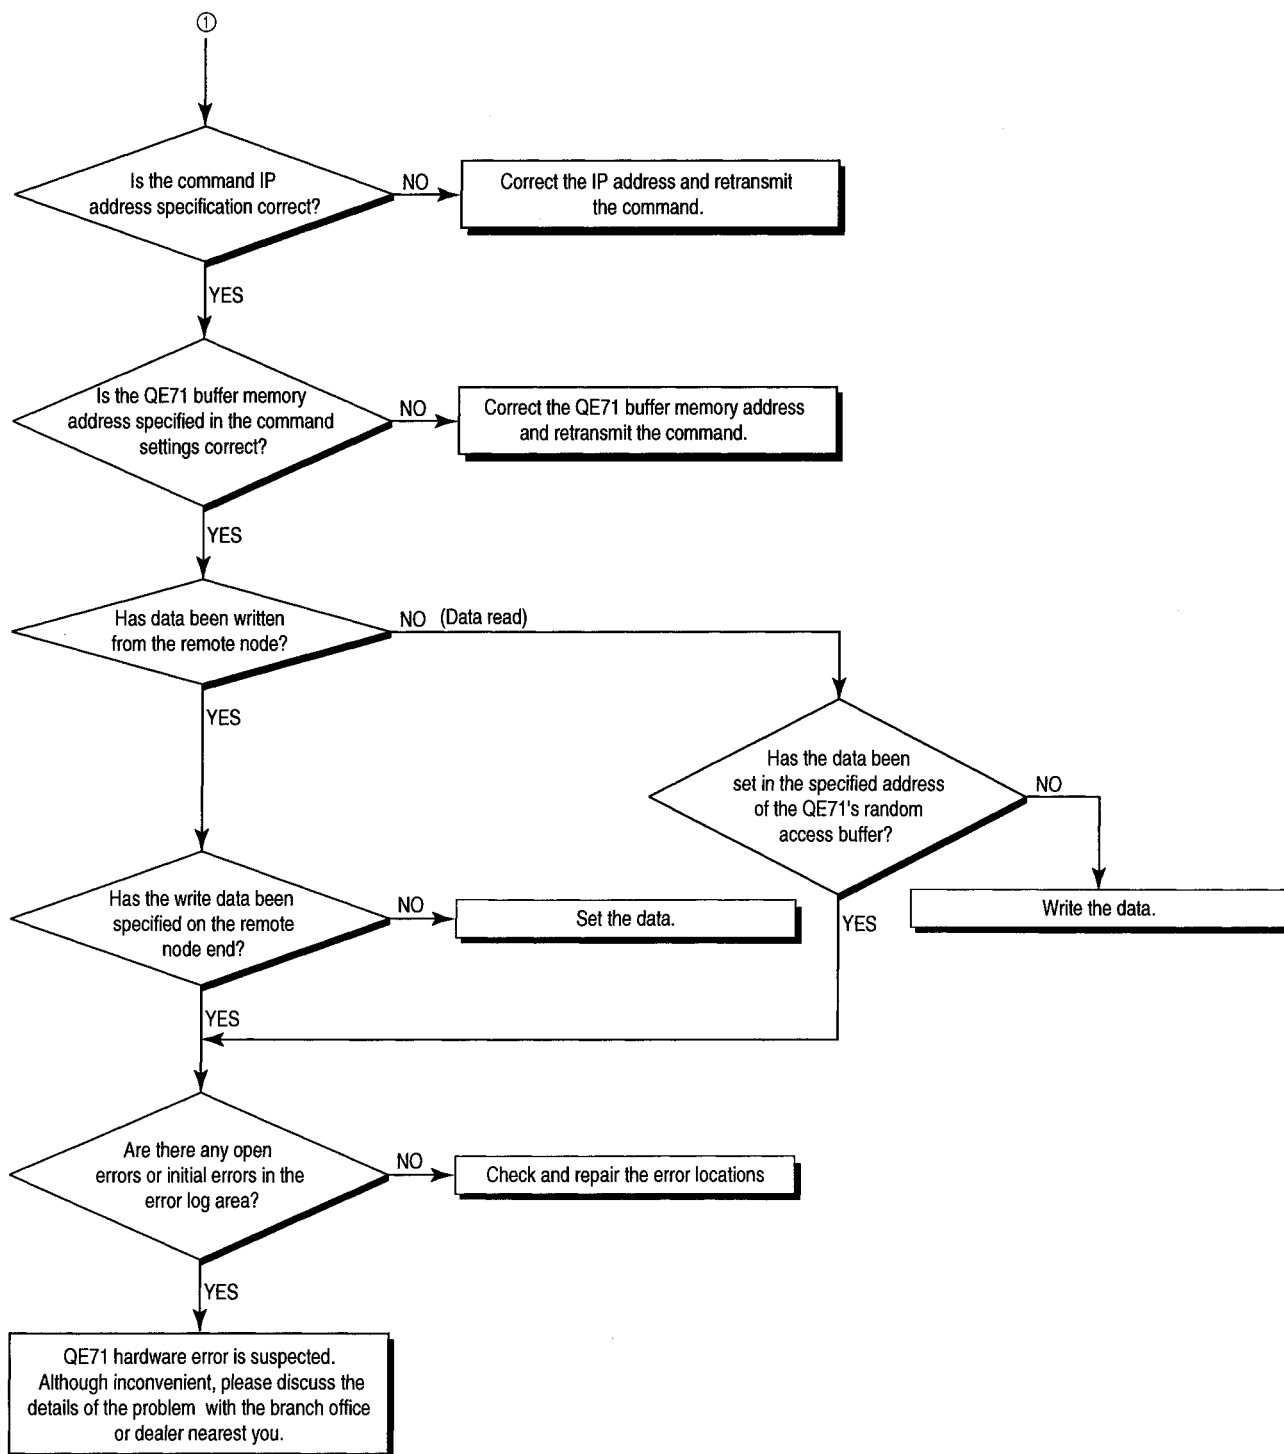 ①
Is the command IP
address specification correct?
NO
Correct the IP address and retransmit
the command.
YES
Is the QE71 buffer memory
address specified in the command
settings correct?
NO
Correct the QE71 buffer memory address
and retransmit the command.
YES
Has data been written
from the remote node?
NO (Data read)
YES
Has the data been
set in the specified address
of the QE71's random
access buffer?
NO
Write the data.
YES
Has the write data been
specified on the remote
node end?
NO
Set the data.
YES
Are there any open
errors or initial errors in the
error log area?
NO
Check and repair the error locations
YES
QE71 hardware error is suspected.
Although inconvenient, please discuss the
details of the problem with the branch office
or dealer nearest you.